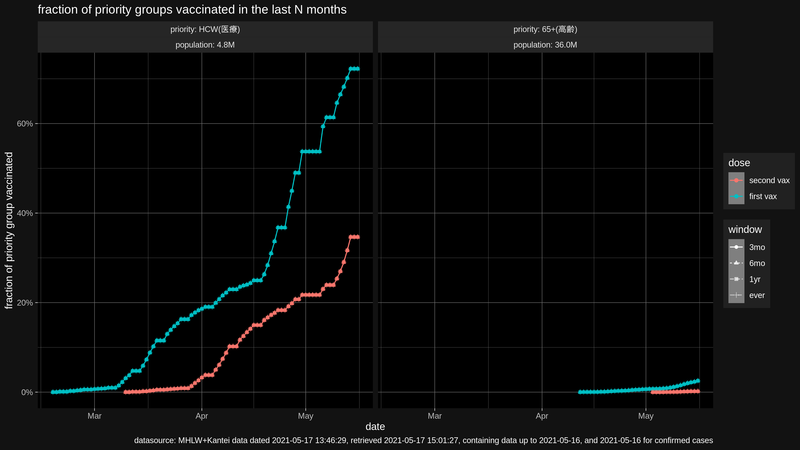 fraction of priority groups vaccinated in the last N months
priority: HCW(医療)
population: 4.8M
priority: 65+(高齢)
population: 36.0M
fraction of priority group vaccinated
60%
40%
20%
0%
Mar
Apr
May
Mar
Apr
May
date
dose
second vax
first vax
window
3mo
6mo
1yr
ever
datasource: MHLW+Kantei data dated 2021-05-17 13:46:29, retrieved 2021-05-17 15:01:27, containing data up to 2021-05-16, and 2021-05-16 for confirmed cases